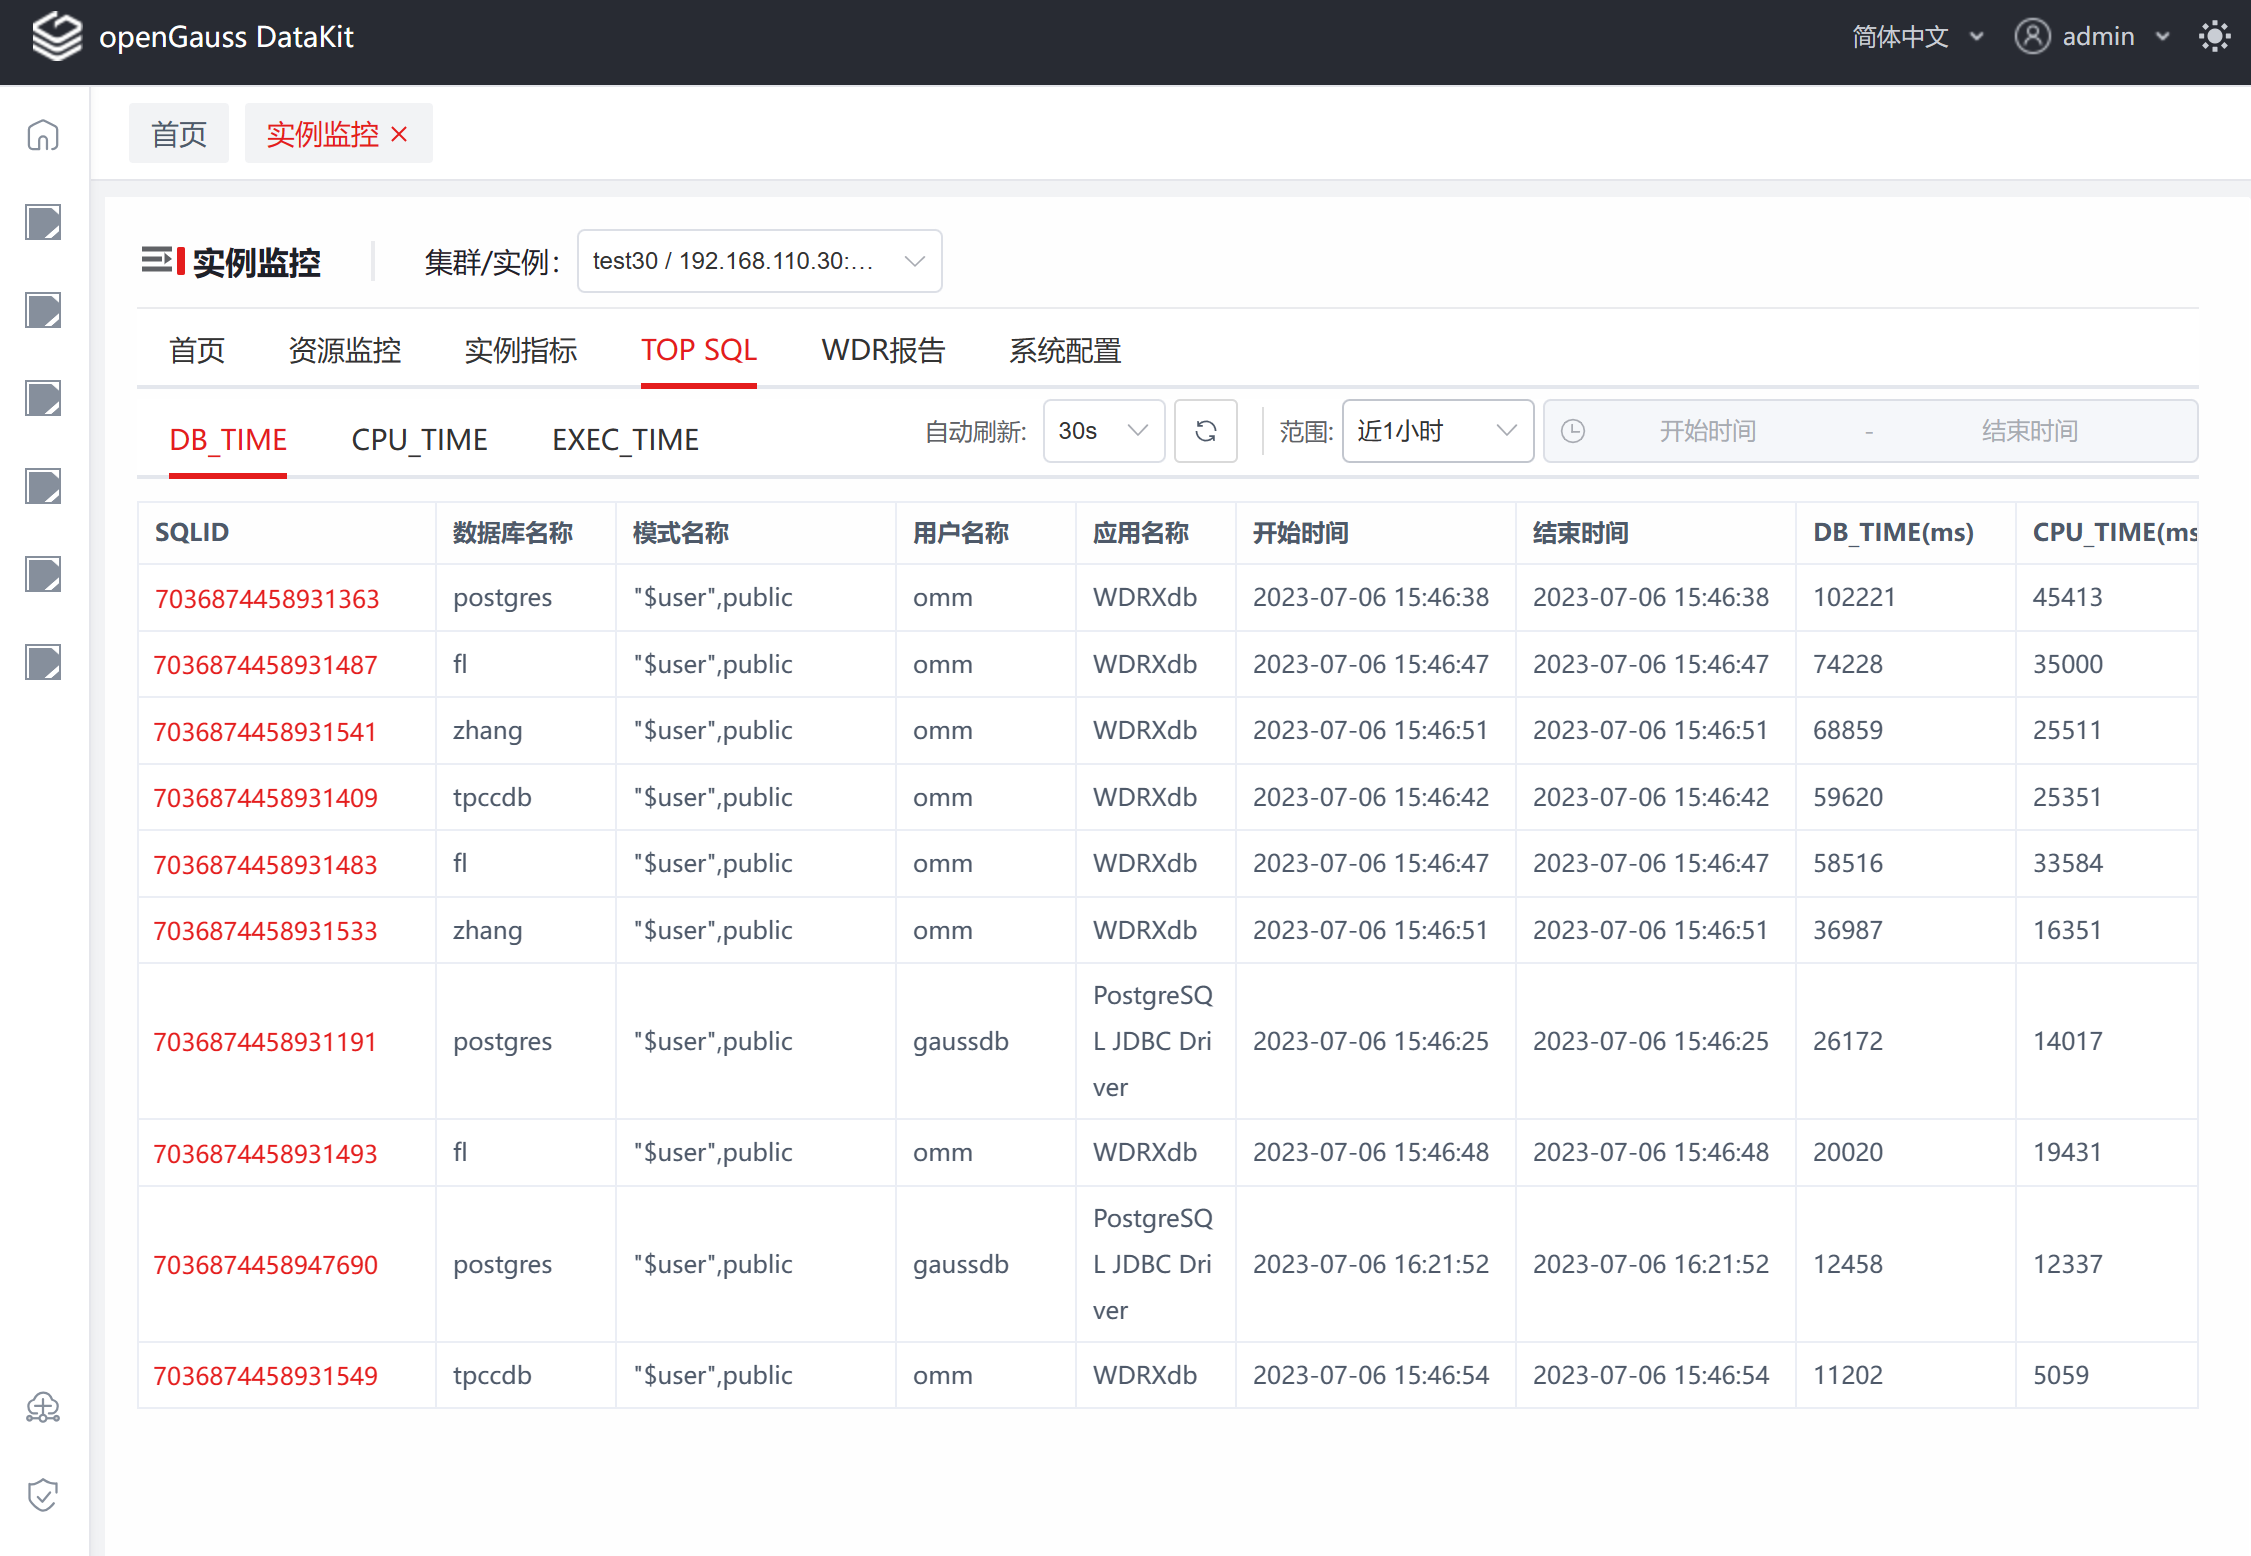 openGauss DataKit
简体中文
admin
首页
实例监控
实例监控
集群/实例：
test30 / 192.168.110.30:...
首页 资源监控 实例指标 TOP SQL WDR报告 系统配置
DB_TIME CPU_TIME EXEC_TIME 自动刷新: 30s 范围: 近1小时 开始时间 - 结束时间
SQLID 数据库名称 模式名称 用户名称 应用名称 开始时间 结束时间 DB_TIME(ms) CPU_TIME(ms
7036874458931363 postgres "$user",public omm WDRXdb 2023-07-06 15:46:38 2023-07-06 15:46:38 102221 45413
7036874458931487 fl "$user",public omm WDRXdb 2023-07-06 15:46:47 2023-07-06 15:46:47 74228 35000
7036874458931541 zhang "$user",public omm WDRXdb 2023-07-06 15:46:51 2023-07-06 15:46:51 68859 25511
7036874458931409 tpccdb "$user",public omm WDRXdb 2023-07-06 15:46:42 2023-07-06 15:46:42 59620 25351
7036874458931483 fl "$user",public omm WDRXdb 2023-07-06 15:46:47 2023-07-06 15:46:47 58516 33584
7036874458931533 zhang "$user",public omm WDRXdb 2023-07-06 15:46:51 2023-07-06 15:46:51 36987 16351
PostgreSQ
7036874458931191 postgres "$user",public gaussdb L JDBC Dri 2023-07-06 15:46:25 2023-07-06 15:46:25 26172 14017
ver
7036874458931493 fl "$user",public omm WDRXdb 2023-07-06 15:46:48 2023-07-06 15:46:48 20020 19431
PostgreSQ
7036874458947690 postgres "$user",public gaussdb L JDBC Dri 2023-07-06 16:21:52 2023-07-06 16:21:52 12458 12337
ver
7036874458931549 tpccdb "$user",public omm WDRXdb 2023-07-06 15:46:54 2023-07-06 15:46:54 11202 5059